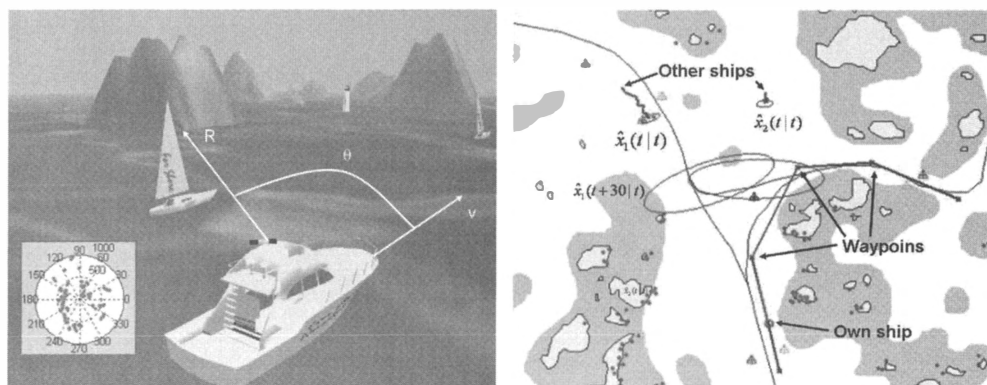 R
θ
v
90
120
1000
60
500
150
30
180
0
210
330
240
300
270
Other ships
x̂₁(t|t)
x̂₂(t|t)
x̂₁(t+30|t)
Waypoins
Own ship